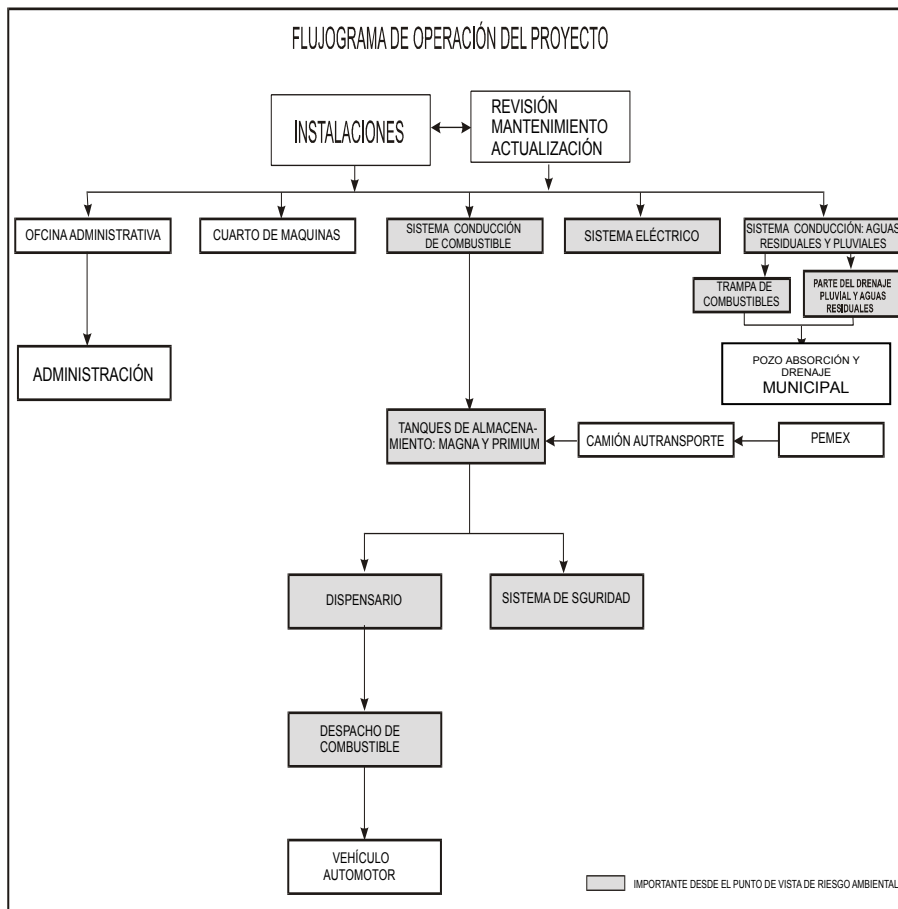 FLUJOGRAMA DE OPERACIÓN DEL PROYECTO
INSTALACIONES
REVISIÓN
MANTENIMIENTO
ACTUALIZACIÓN
OFCINA ADMINISTRATIVA
CUARTO DE MAQUINAS
SISTEMA CONDUCCIÓN
DE COMBUSTIBLE
SISTEMA ELÉCTRICO
SISTEMA CONDUCCIÓN: AGUAS
RESIDUALES Y PLUVIALES
TRAMPA DE
COMBUSTIBLES
PARTE DEL DRENAJE
PLUVIAL Y AGUAS
RESIDUALES
ADMINISTRACIÓN
POZO ABSORCIÓN Y
DRENAJE
MUNICIPAL
TANQUES DE ALMACENA-
MIENTO: MAGNA Y PRIMIUM
CAMIÓN AUTRANSPORTE
PEMEX
DISPENSARIO
SISTEMA DE SGURIDAD
DESPACHO DE
COMBUSTIBLE
VEHÍCULO
AUTOMOTOR
IMPORTANTE DESDE EL PUNTO DE VISTA DE RIESGO AMBIENTAL